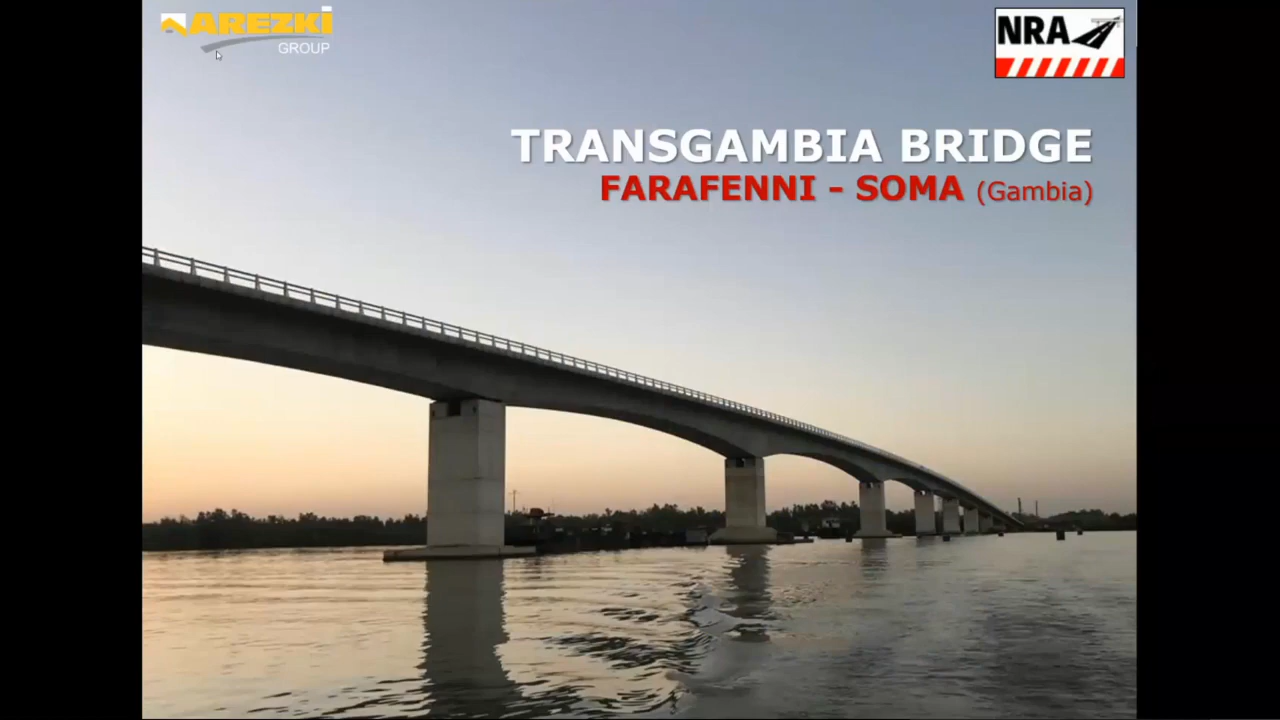 AREZKI
GROUP
NRA
TRANSGAMBIA BRIDGE
FARAFENNI - SOMA (Gambia)